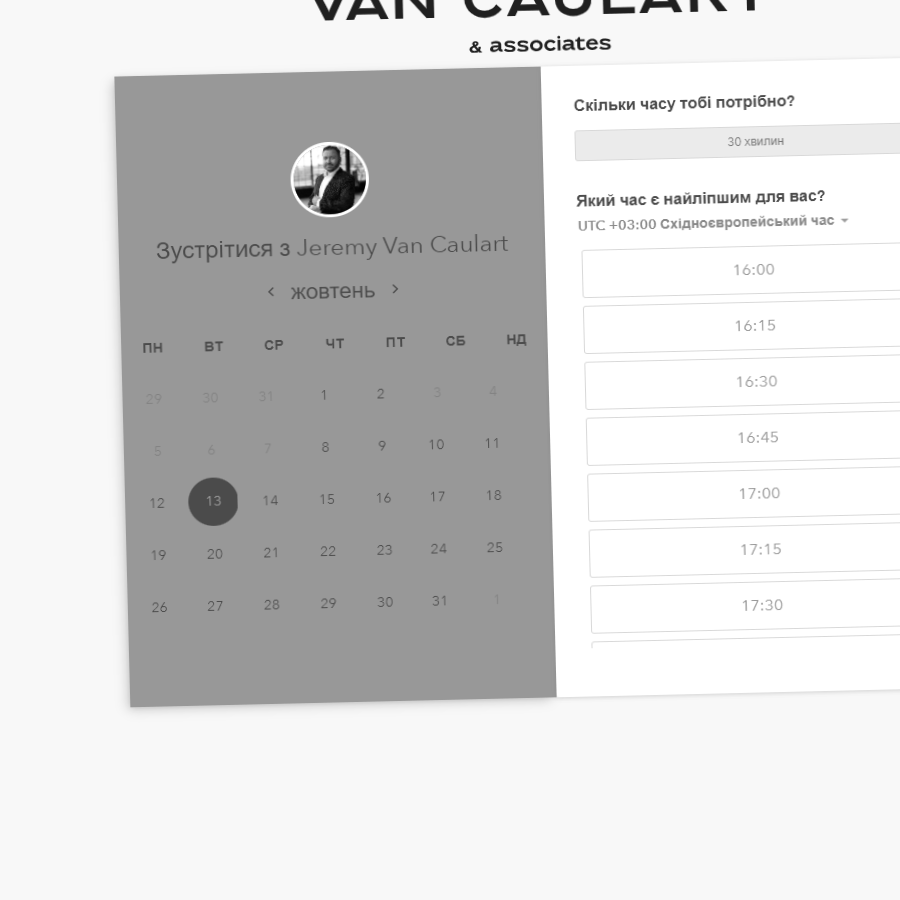 VAN CAULART
& associates
Зустрітися з Jeremy Van Caulart
жовтень
ПН ВТ СР ЧТ ПТ СБ НД
29 30 31 1 2 3 4
5 6 7 8 9 10 11
12 13 14 15 16 17 18
19 20 21 22 23 24 25
26 27 28 29 30 31 1
Скільки часу тобі потрібно?
30 хвилин
Який час є найліпшим для вас?
UTC +03:00 Східноєвропейський час
16:00
16:15
16:30
16:45
17:00
17:15
17:30